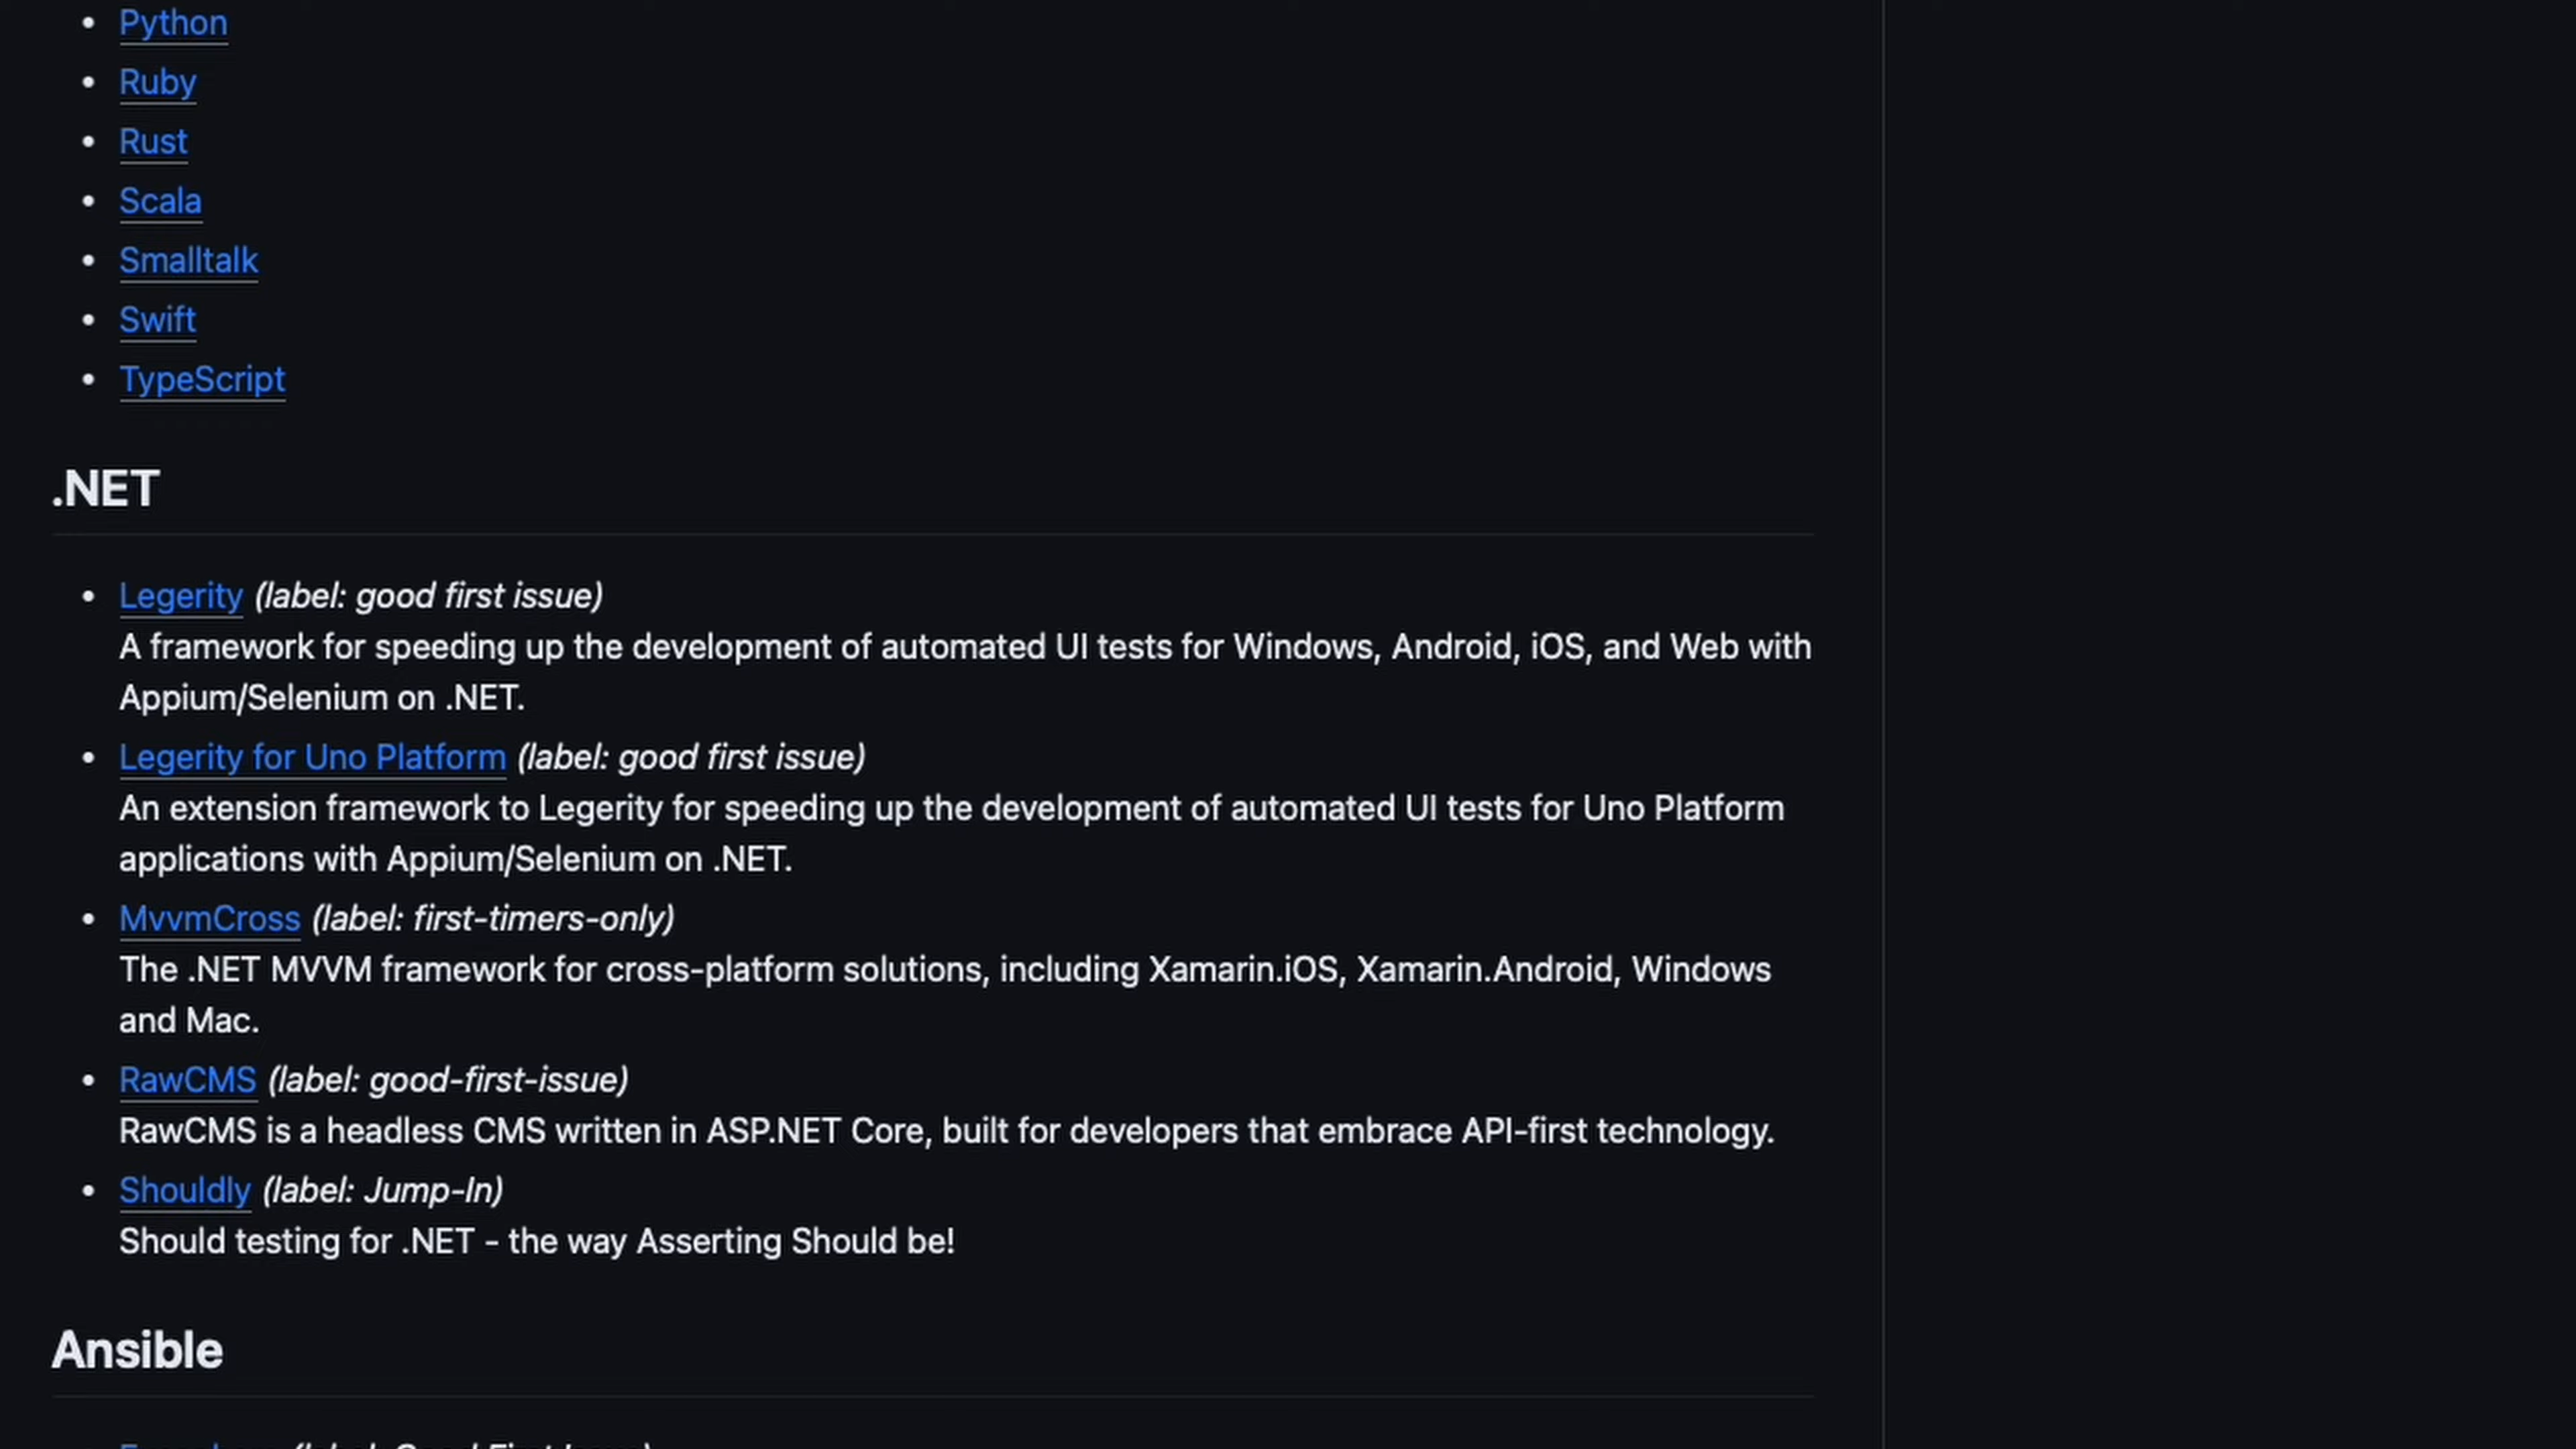 Python
Ruby
Rust
Scala
Smalltalk
Swift
TypeScript
.NET
Legerity (label: good first issue)
A framework for speeding up the development of automated UI tests for Windows, Android, iOS, and Web with
Appium/Selenium on .NET.
Legerity for Uno Platform (label: good first issue)
An extension framework to Legerity for speeding up the development of automated UI tests for Uno Platform
applications with Appium/Selenium on .NET.
MvvmCross (label: first-timers-only)
The .NET MVVM framework for cross-platform solutions, including Xamarin.iOS, Xamarin.Android, Windows
and Mac.
RawCMS (label: good-first-issue)
RawCMS is a headless CMS written in ASP.NET Core, built for developers that embrace API-first technology.
Shouldly (label: Jump-In)
Should testing for .NET - the way Asserting Should be!
Ansible
(label: Good First Issue)